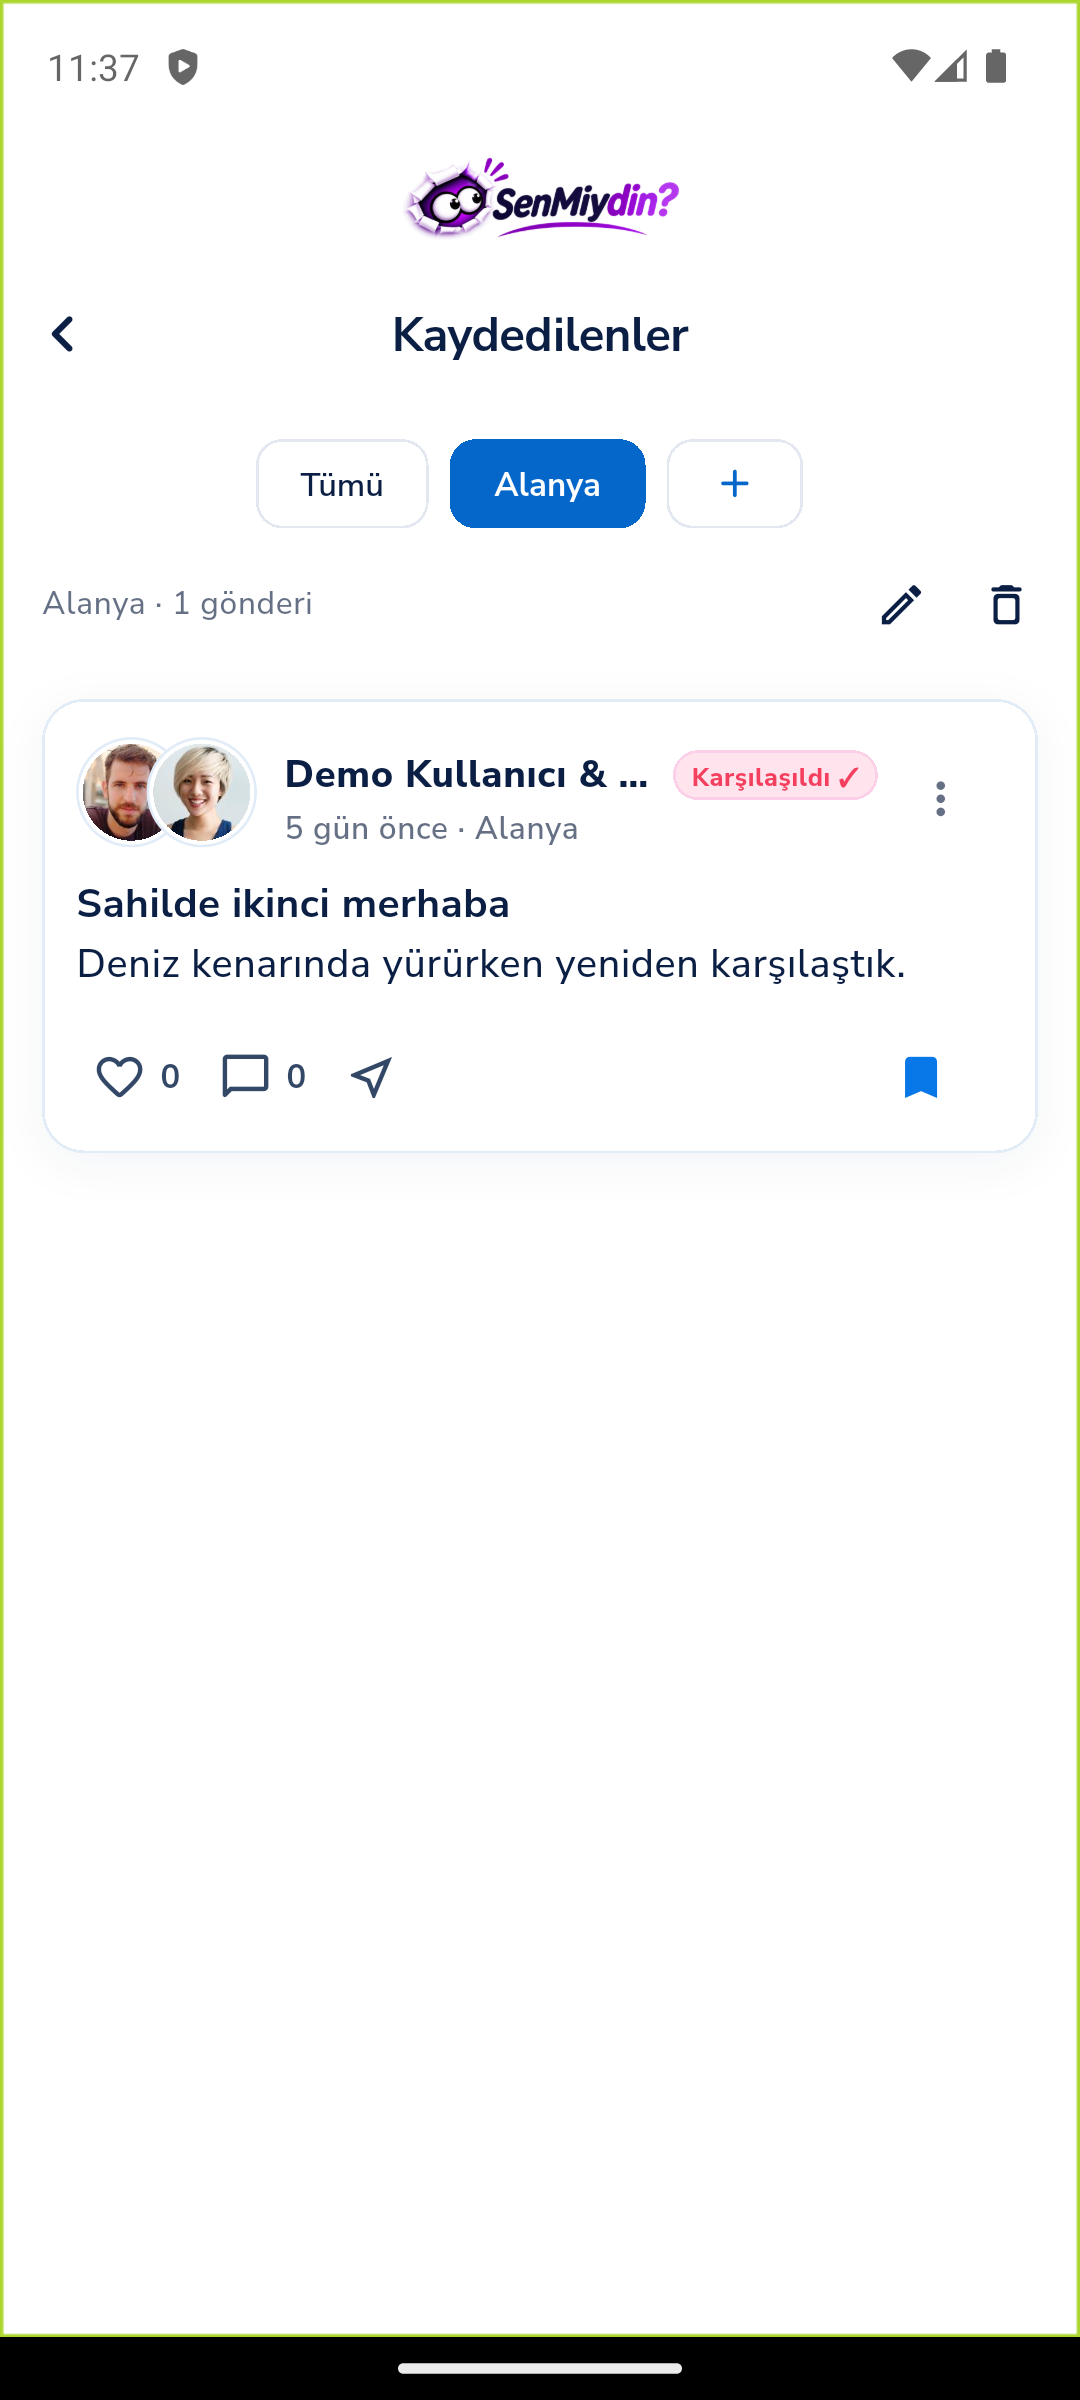 11:37
SenMiydin?
Kaydedilenler
Tümü
Alanya
+
Alanya · 1 gönderi
Demo Kullanıcı & ...
Karşılaşıldı ✓
5 gün önce · Alanya
Sahilde ikinci merhaba
Deniz kenarında yürürken yeniden karşılaştık.
0
0